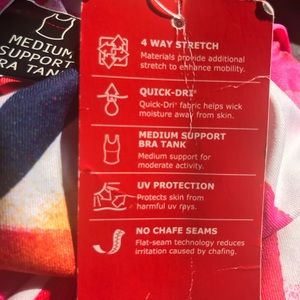 MEDIUM
SUPPORT
BRA TANK
4 WAY STRETCH
Materials provide additional
stretch to enhance mobility.
QUICK-DRI®
Quick-Dri® fabric helps wick
moisture away from skin.
MEDIUM SUPPORT
BRA TANK
Medium support for
moderate activity.
UV PROTECTION
Protects skin from
harmful uv rays.
NO CHAFE SEAMS
Flat-seam technology reduces
irritation caused by chafing.